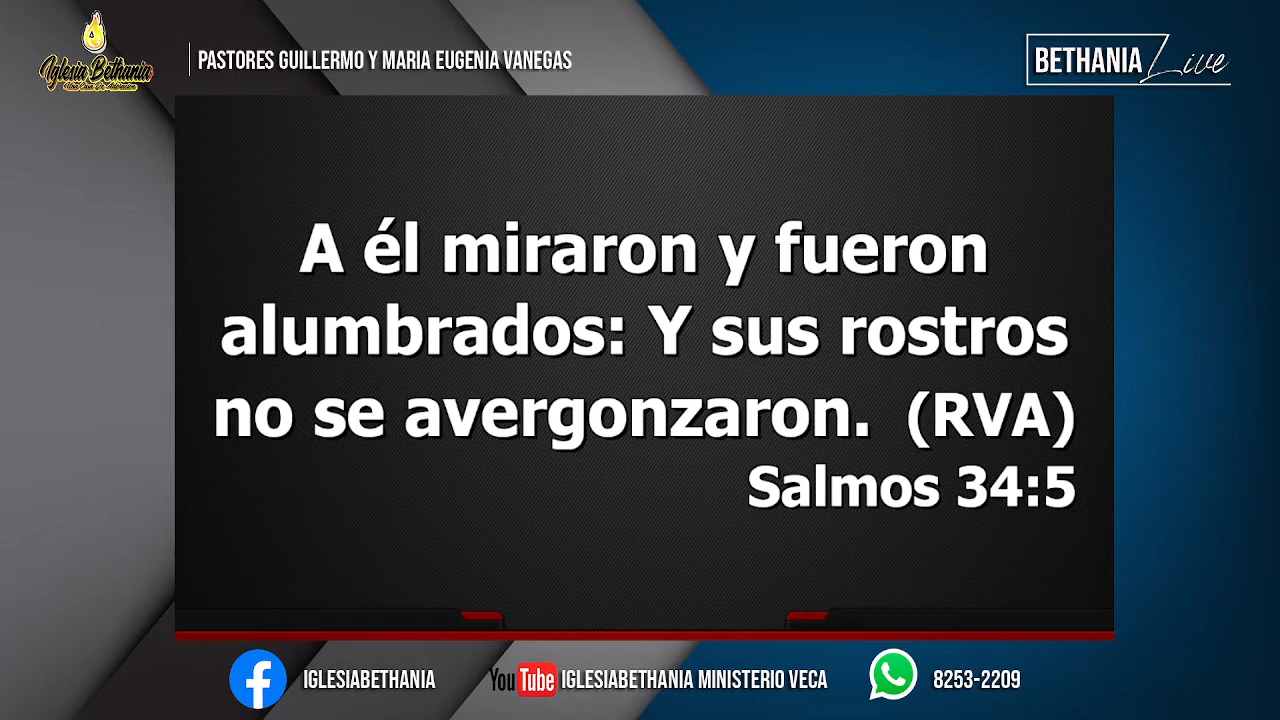 Iglesia Bethania
PASTORES GUILLERMO Y MARIA EUGENIA VANEGAS
BETHANIA Live
A él miraron y fueron
alumbrados: Y sus rostros
no se avergonzaron. (RVA)
Salmos 34:5
IGLESIABETHANIA
YouTube IGLESIABETHANIA MINISTERIO VECA
8253-2209